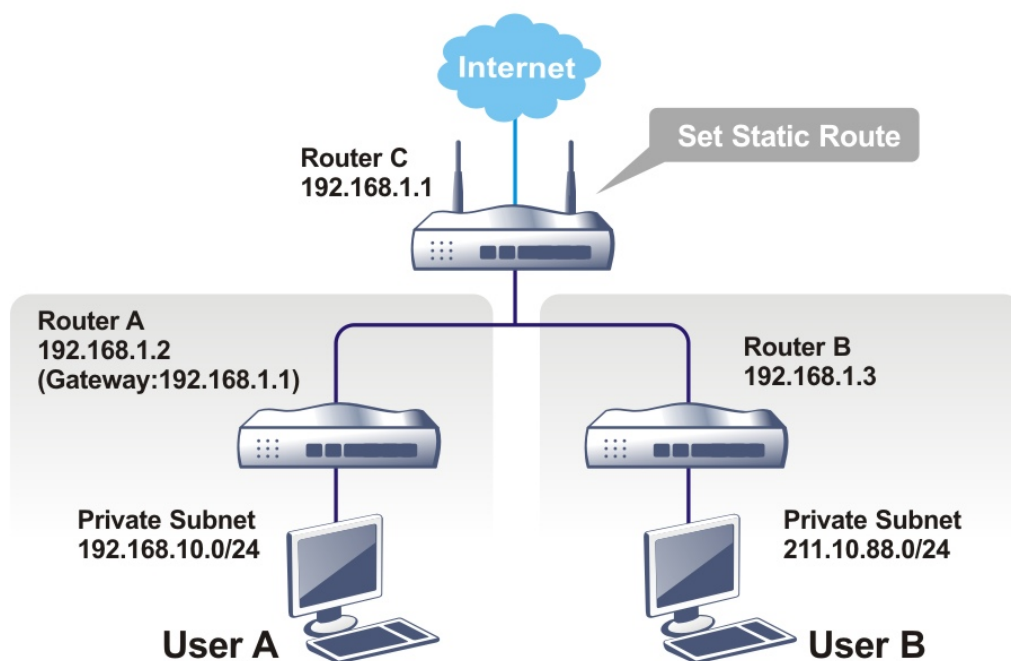 Internet
Set Static Route
Router C
192.168.1.1
Router A
192.168.1.2
(Gateway:192.168.1.1)
Router B
192.168.1.3
Private Subnet
192.168.10.0/24
Private Subnet
211.10.88.0/24
User A
User B